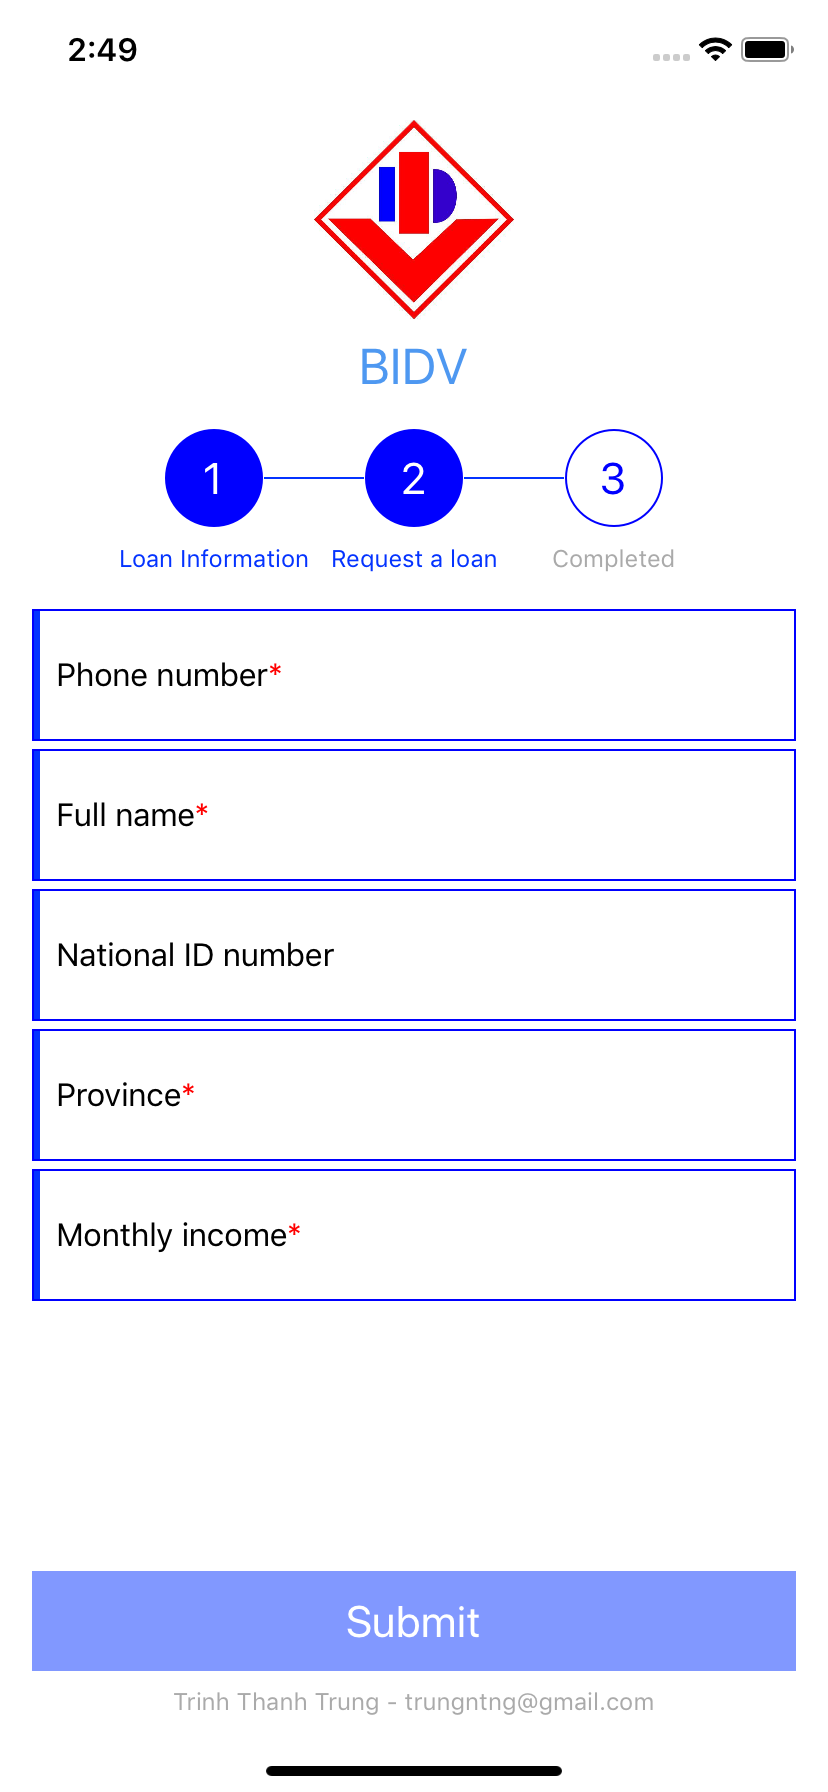 2:49
BIDV
1 2 3
Loan Information Request a loan Completed
Phone number*
Full name*
National ID number
Province*
Monthly income*
Submit
Trinh Thanh Trung - trungntng@gmail.com